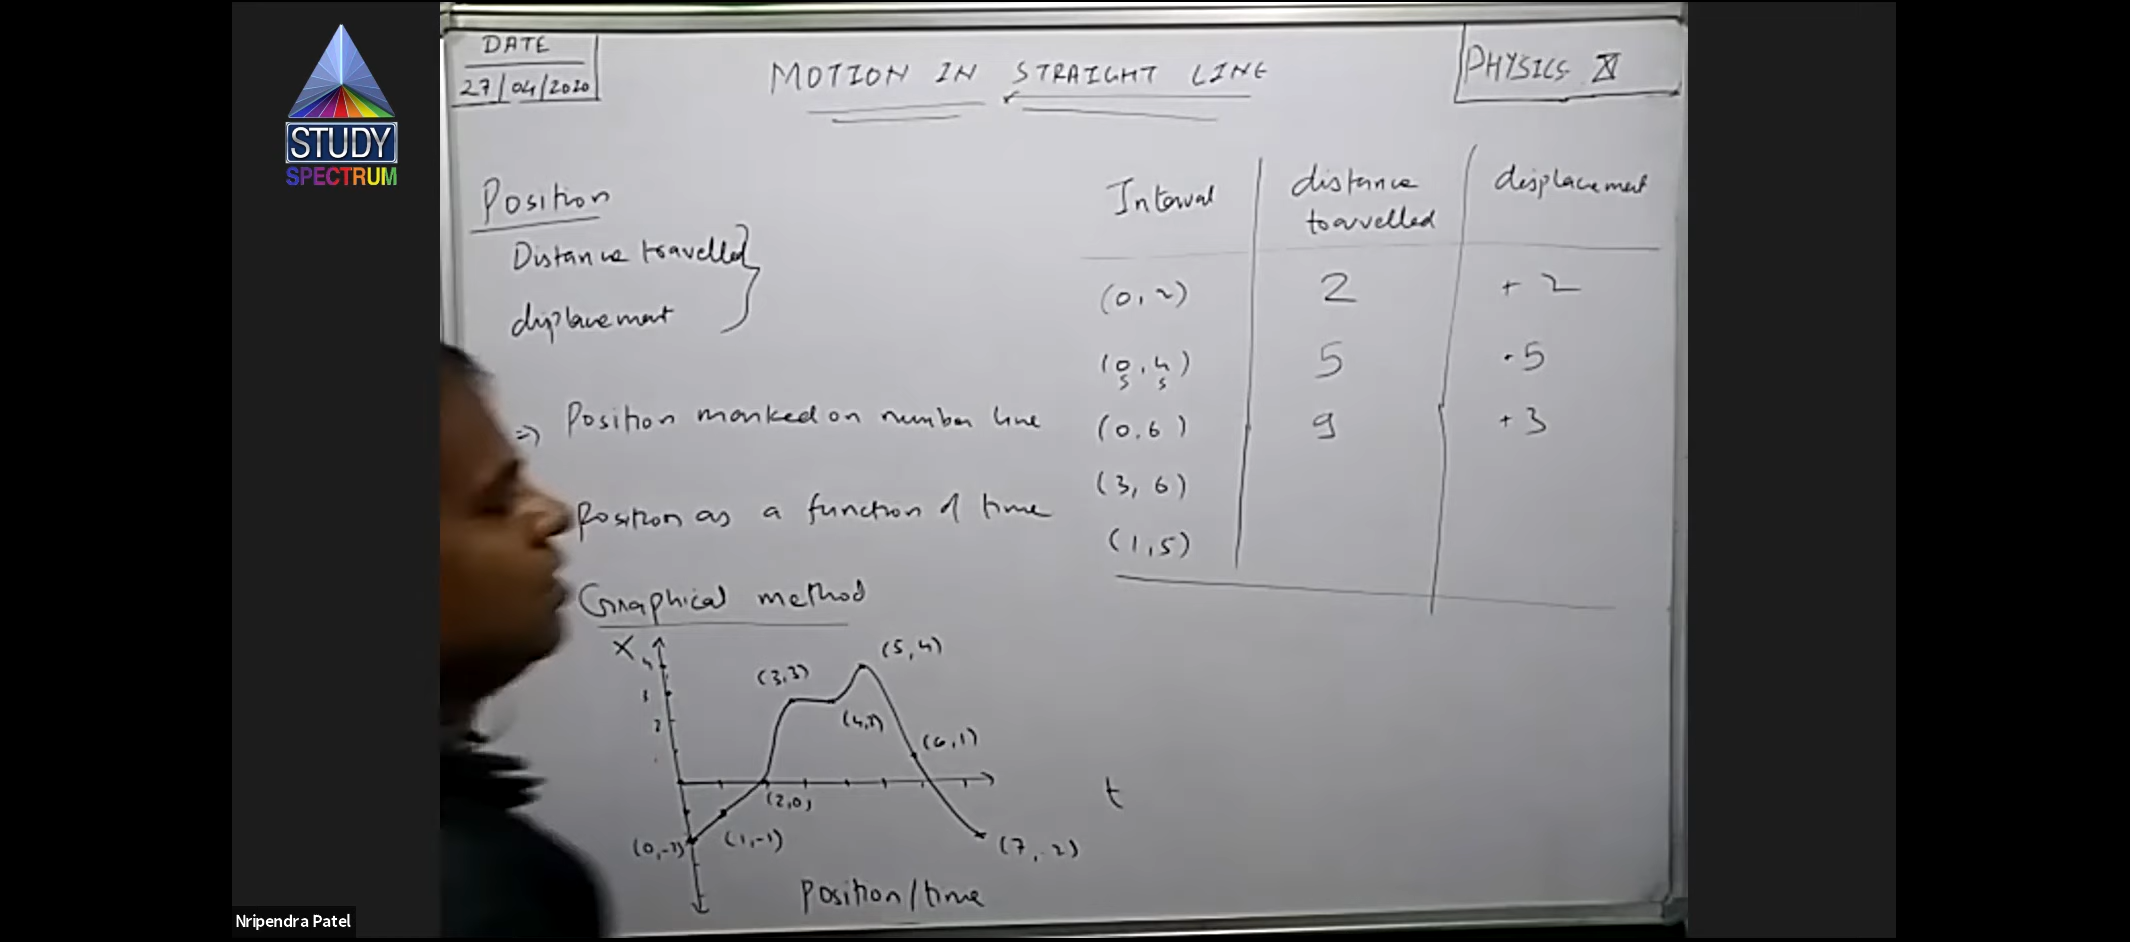 STUDY
SPECTRUM
DATE
27/04/2020
MOTION IN STRAIGHT LINE
PHYSICS XI
Position
Distance travelled
displacement
=> Position marked on number line
Position as a function of time
Graphical method
Interval distance travelled displacement
(0,2) 2 +2
(0,4) 5
s s
(0,6) 9 +3
(3,6)
(1,5)
X
4
3
2
(5,4)
(3,3)
(6,1)
(2,0)
(1,-1)
(7,-2)
t
Position/time
Nripendra Patel